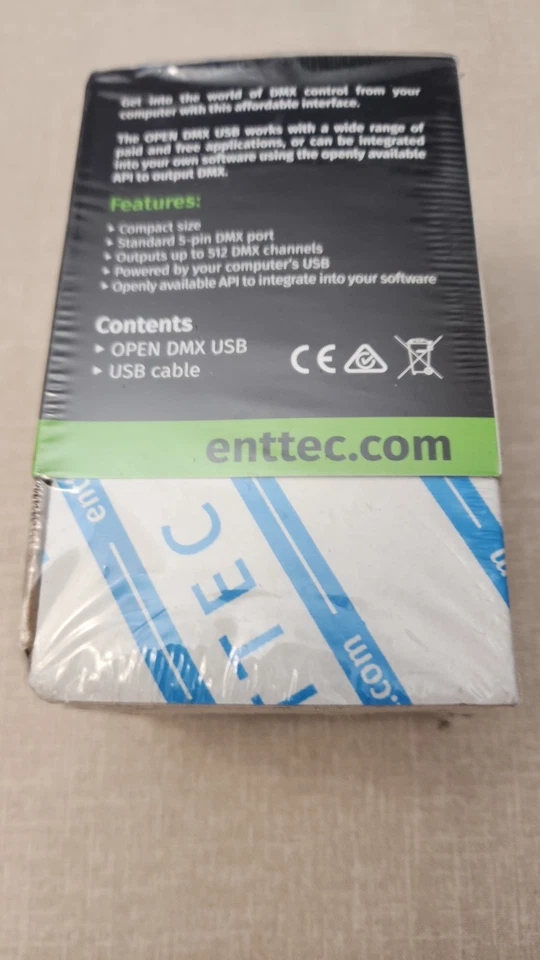 Get into the world of DMX control from your
computer with this affordable interface.
The OPEN DMX USB works with a wide range of
paid and free applications, or can be integrated
into your own software using the openly available
API to output DMX.
Features:
▸ Compact size
▸ Standard 5-pin DMX port
▸ Outputs up to 512 DMX channels
▸ Powered by your computer's USB
▸ Openly available API to integrate into your software
Contents
▸ OPEN DMX USB
▸ USB cable
CE
enttec.com
ent
TTEC
.com